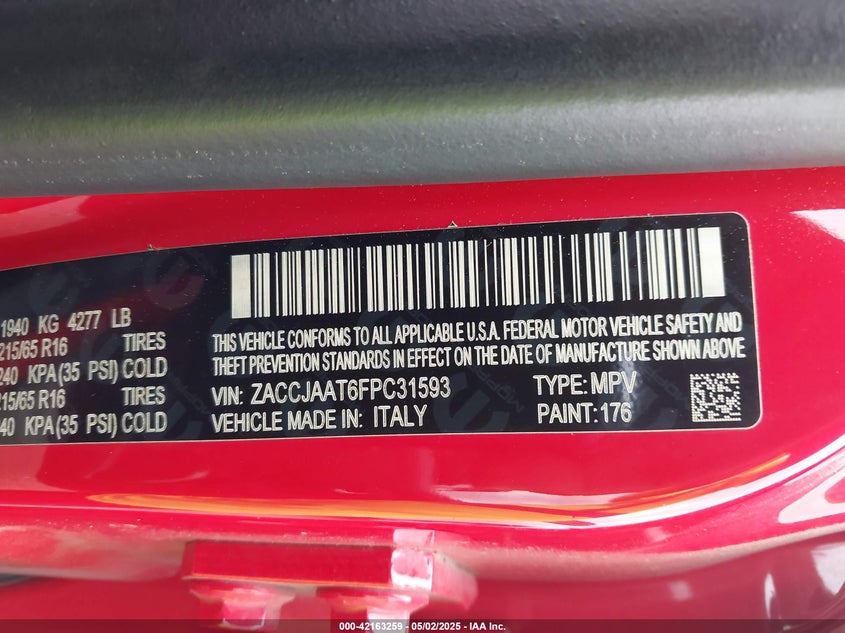 1940 KG 4277 LB
215/65 R16 TIRES
240 KPA(35 PSI) COLD
215/65 R16 TIRES
40 KPA(35 PSI) COLD
THIS VEHICLE CONFORMS TO ALL APPLICABLE U.S.A. FEDERAL MOTOR VEHICLE SAFETY AND
THEFT PREVENTION STANDARDS IN EFFECT ON THE DATE OF MANUFACTURE SHOWN ABOVE
VIN: ZACCJAAT6FPC31593 TYPE: MPV
VEHICLE MADE IN: ITALY PAINT: 176
000-42163259 - 05/02/2025 - IAA Inc.